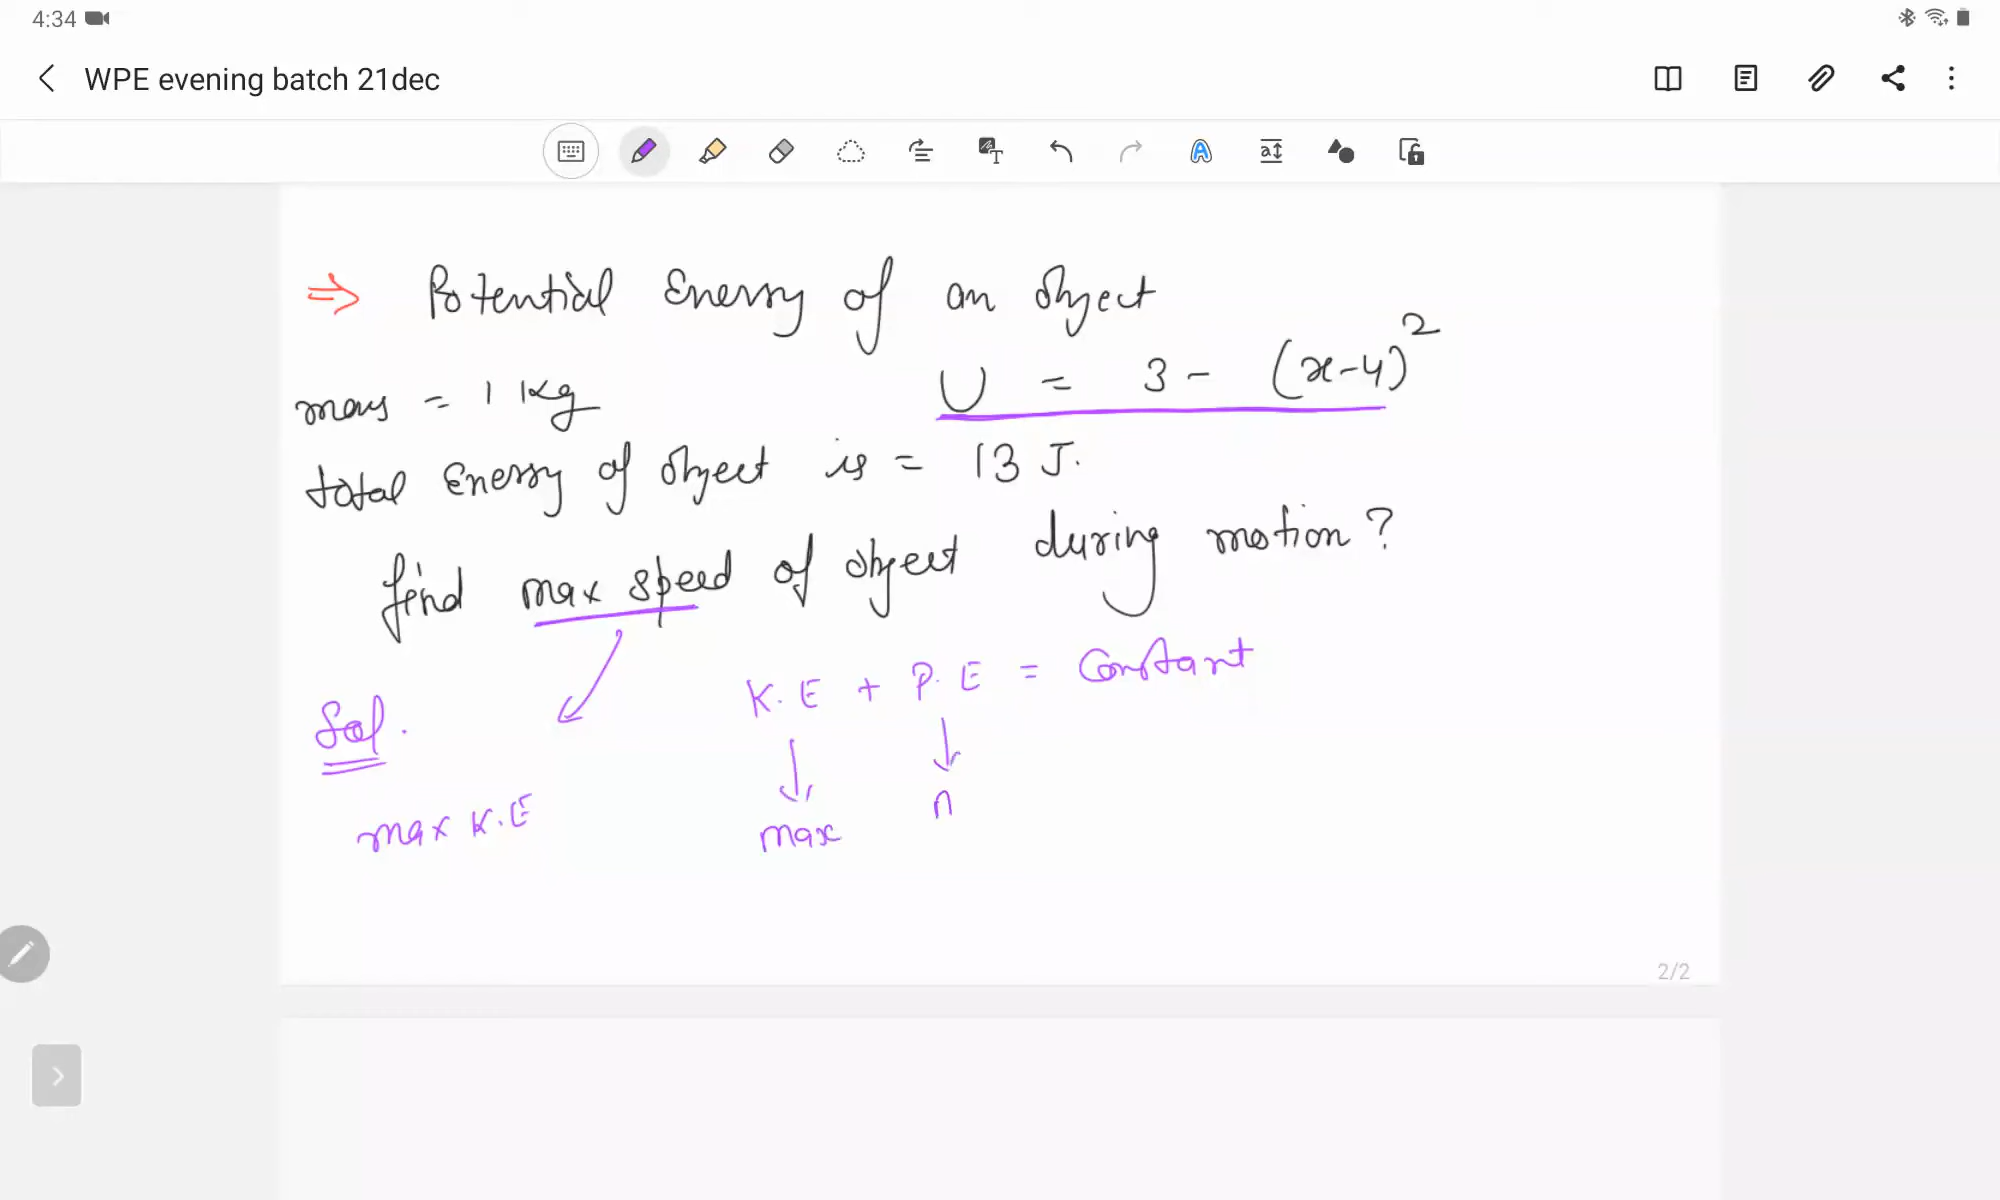 4:34
WPE evening batch 21dec
⇒ Potential Energy of an object
U = 3 - (x-4)²
mass = 1 Kg
total Energy of object is = 13 J.
find max speed of object during motion?
K.E + P.E = Constant
Sol.
max K.E
max
n
2/2